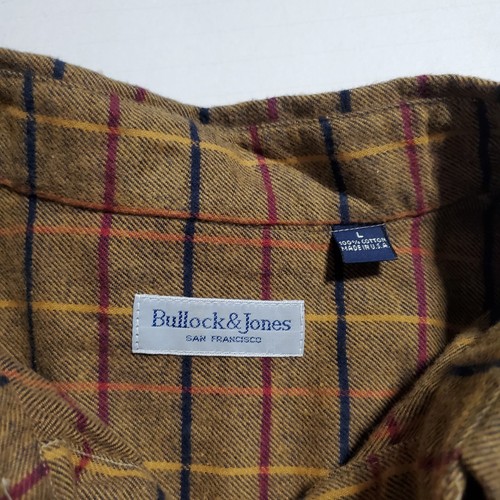 L
100% COTTON
MADE IN U.S.A.
Bullock & Jones
SAN FRANCISCO